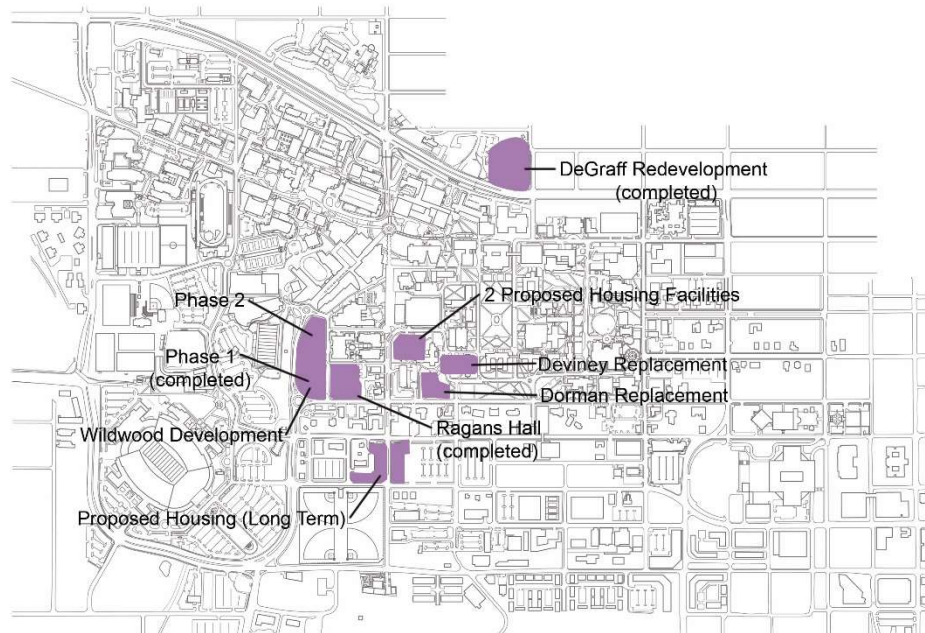 DeGraff Redevelopment
(completed)
Phase 2
2 Proposed Housing Facilities
Phase 1
(completed)
Deviney Replacement
Dorman Replacement
Wildwood Development
Ragans Hall
(completed)
Proposed Housing (Long Term)